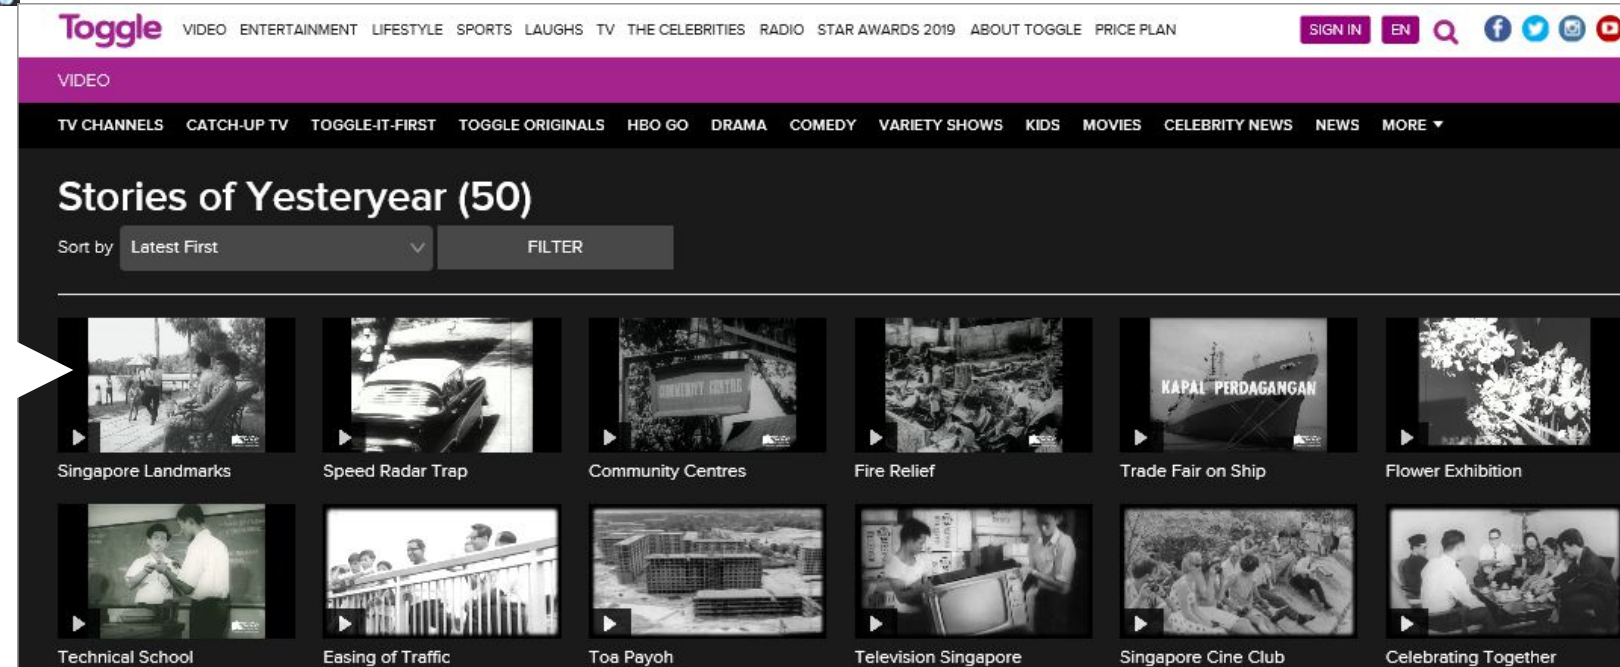 Toggle VIDEO ENTERTAINMENT LIFESTYLE SPORTS LAUGHS TV THE CELEBRITIES RADIO STAR AWARDS 2019 ABOUT TOGGLE PRICE PLAN SIGN IN EN
VIDEO
TV CHANNELS CATCH-UP TV TOGGLE-IT-FIRST TOGGLE ORIGINALS HBO GO DRAMA COMEDY VARIETY SHOWS KIDS MOVIES CELEBRITY NEWS NEWS MORE
Stories of Yesteryear (50)
Sort by Latest First FILTER
COMMUNITY CENTRE
KAPAL PERDAGANGAN
Singapore Landmarks Speed Radar Trap Community Centres Fire Relief Trade Fair on Ship Flower Exhibition
Technical School Easing of Traffic Toa Payoh Television Singapore Singapore Cine Club Celebrating Together